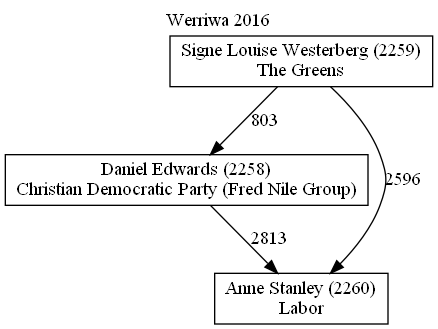 Werriwa 2016
Signe Louise Westerberg (2259)
The Greens
803
Daniel Edwards (2258)
Christian Democratic Party (Fred Nile Group)
2596
2813
Anne Stanley (2260)
Labor